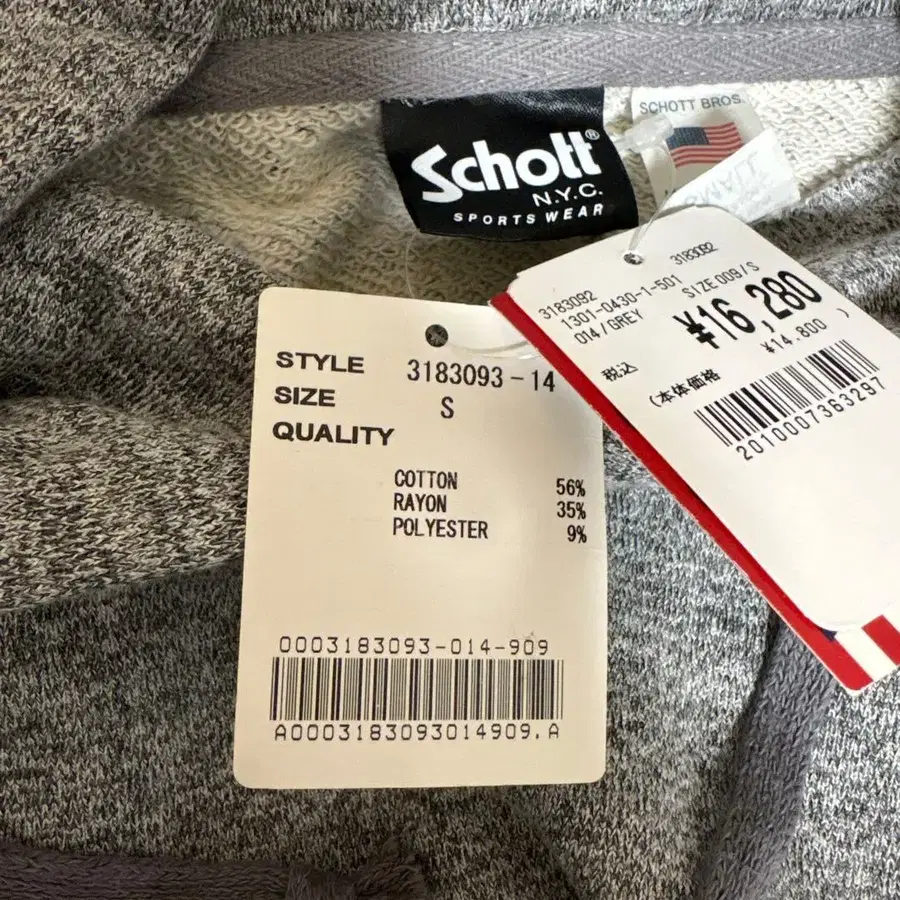 Schott®
N.Y.C.
SPORTS WEAR
SCHOTT BROS.
3183092
3183092
1301-0430-1-501
014/GREY
SIZE 009/S
¥16,280
税込
¥14,800 )
(本体価格
2010007363297
STYLE 3183093-14
SIZE S
QUALITY
COTTON 56%
RAYON 35%
POLYESTER 9%
0003183093-014-909
A0003183093014909.A